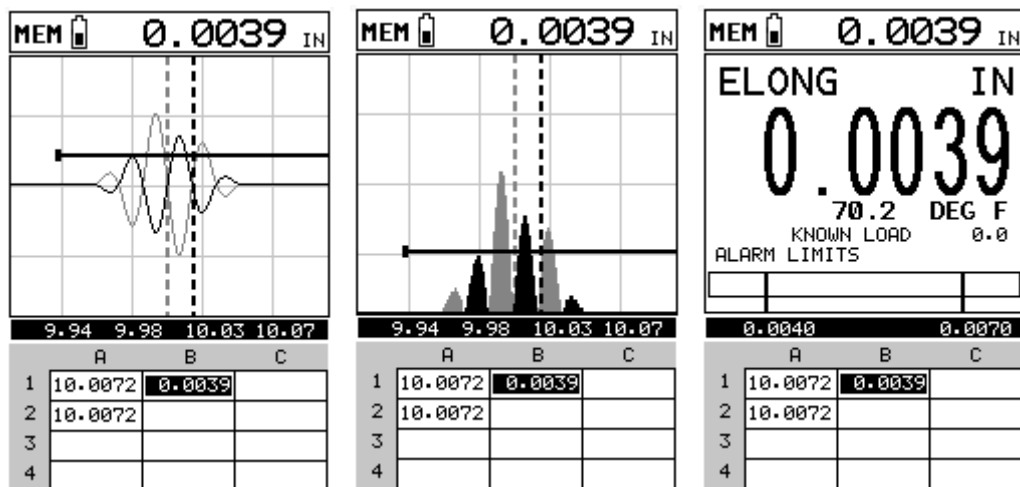 MEM 0.0039 IN
9.94 9.98 10.03 10.07
A B C
1 10.0072 0.0039
2 10.0072
3
4
MEM 0.0039 IN
9.94 9.98 10.03 10.07
A B C
1 10.0072 0.0039
2 10.0072
3
4
MEM 0.0039 IN
ELONG IN
0.0039
70.2 DEG F
KNOWN LOAD 0.0
ALARM LIMITS
0.0040 0.0070
A B C
1 10.0072 0.0039
2 10.0072
3
4